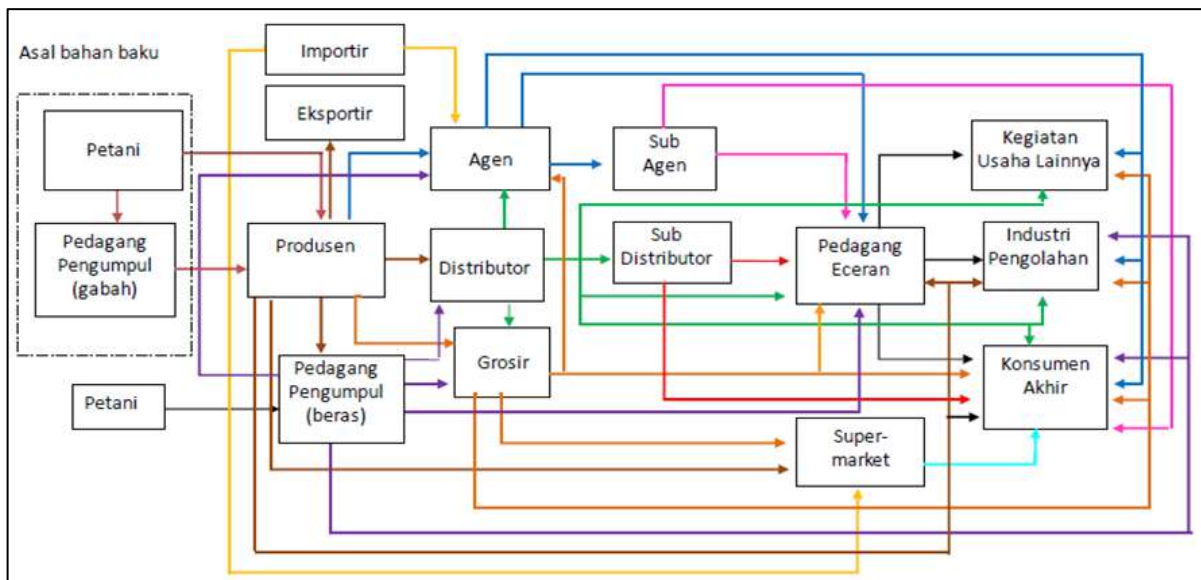 Asal bahan baku
Importir
Eksportir
Petani
Pedagang
Pengumpul
(gabah)
Petani
Produsen
Pedagang
Pengumpul
(beras)
Agen
Distributor
Grosir
Sub
Agen
Sub
Distributor
Pedagang
Eceran
Super-
market
Kegiatan
Usaha Lainnya
Industri
Pengolahan
Konsumen
Akhir